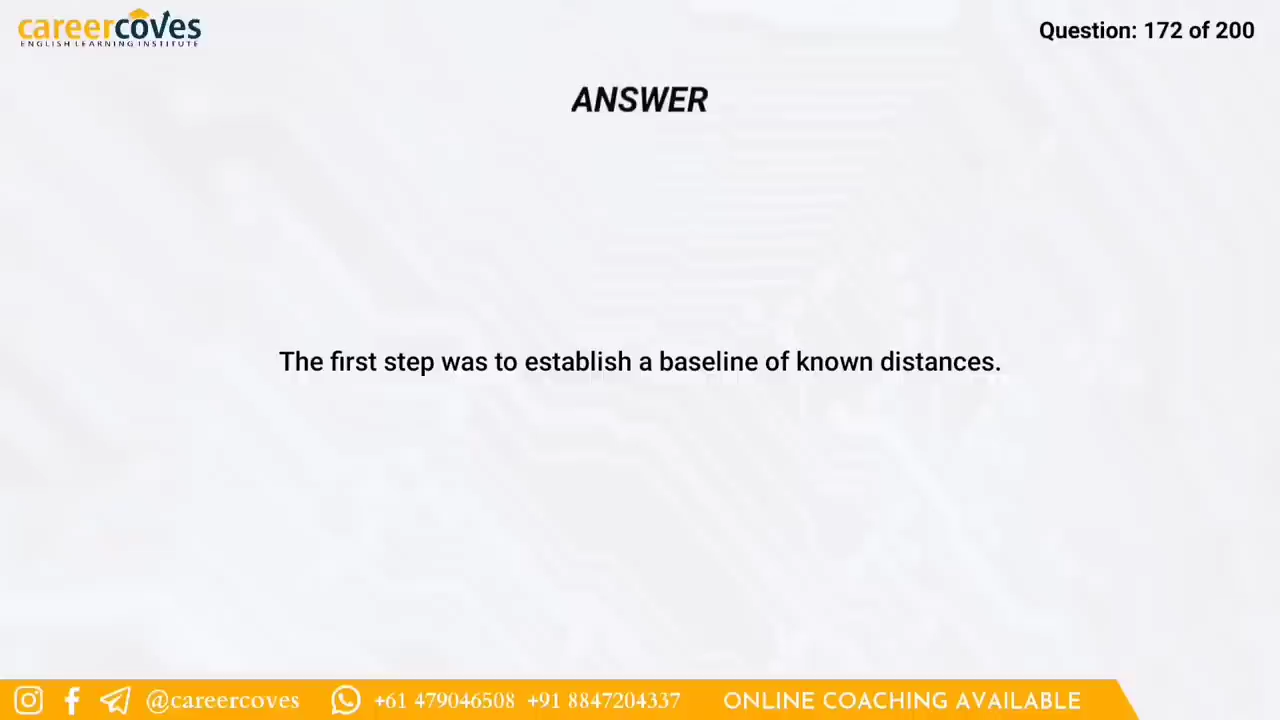 careercoves
ENGLISH LEARNING INSTITUTE
Question: 172 of 200
ANSWER
The first step was to establish a baseline of known distances.
@careercoves +61 479046508 +91 8847204337 ONLINE COACHING AVAILABLE